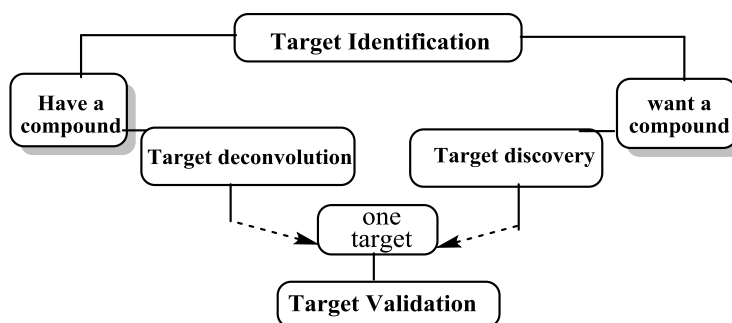 Target Identification
Have a
compound
want a
compound
Target deconvolution
Target discovery
one
target
Target Validation